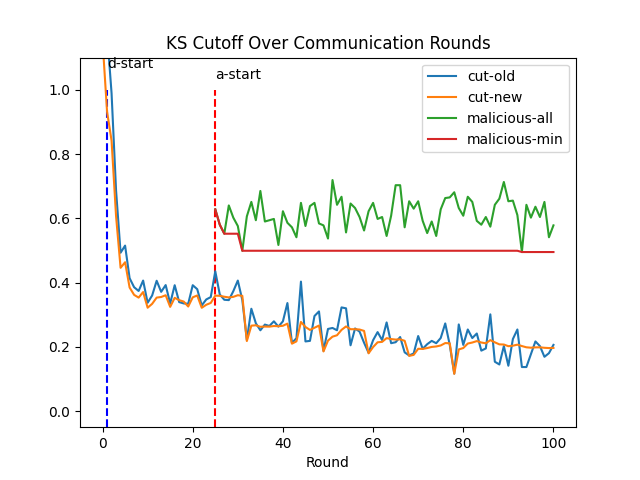 KS Cutoff Over Communication Rounds
d-start
a-start
cut-old
cut-new
malicious-all
malicious-min
1.0
0.8
0.6
0.4
0.2
0.0
0 20 40 60 80 100
Round